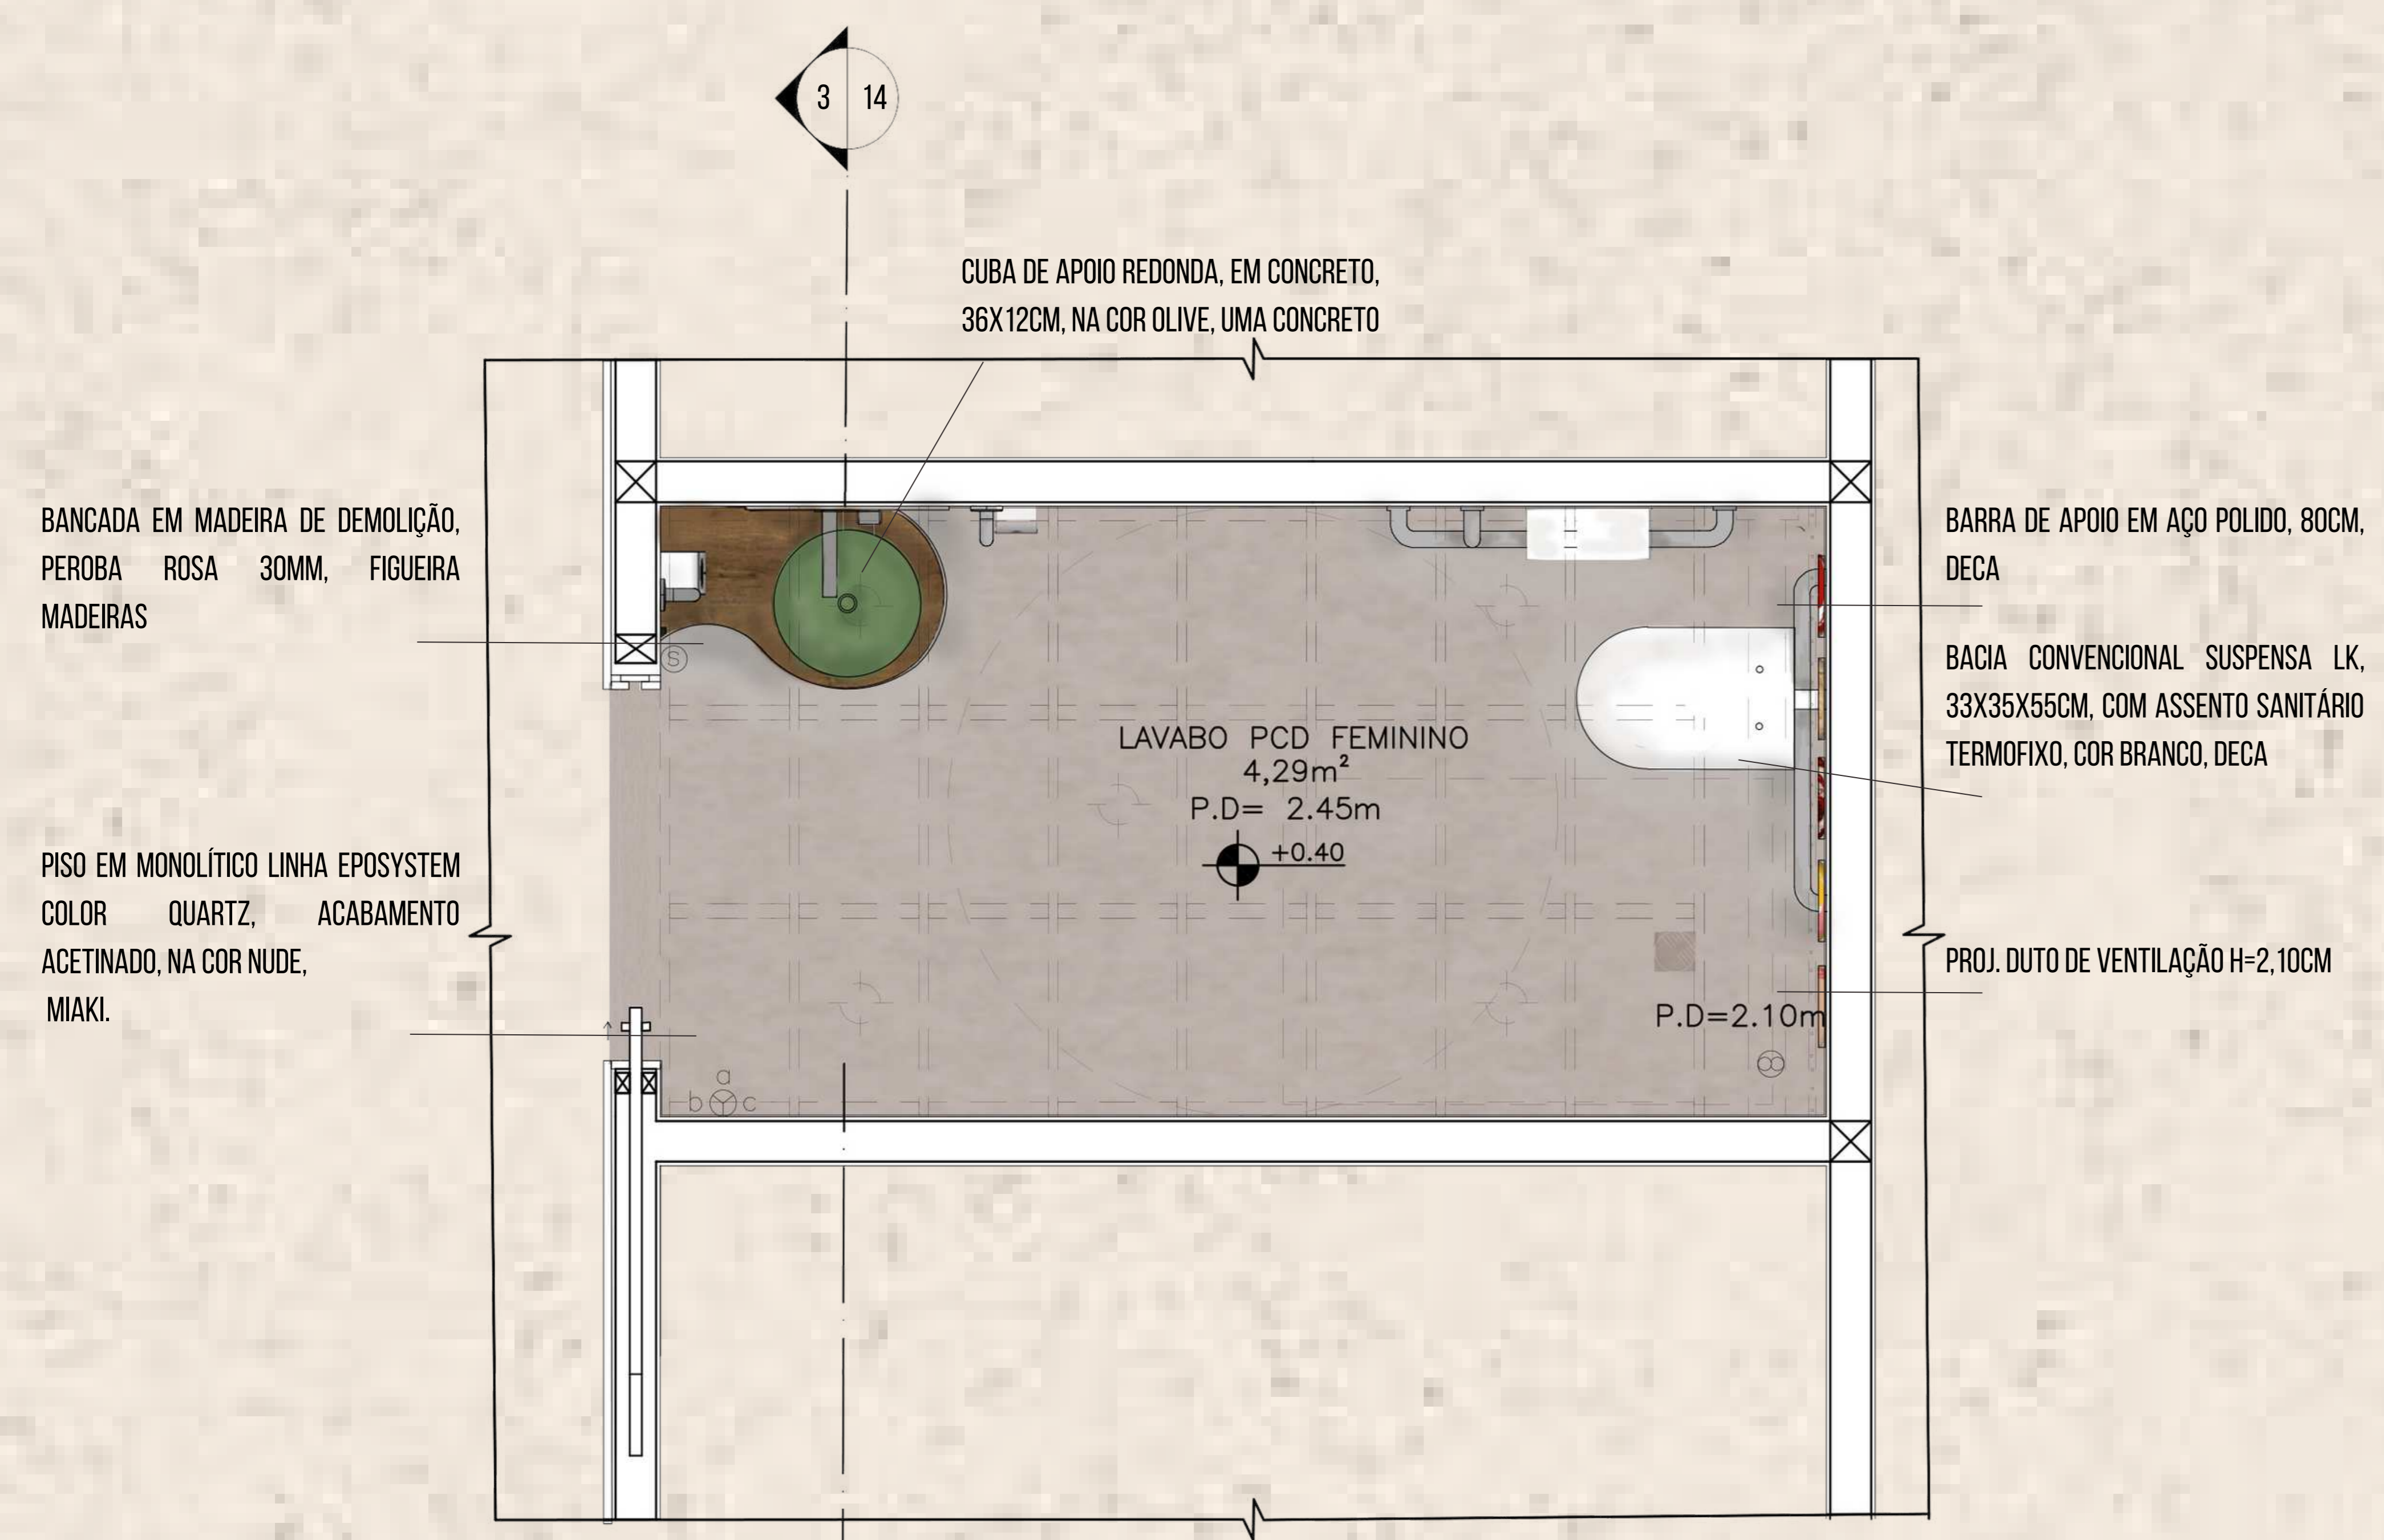 3 14
CUBA DE APOIO REDONDA, EM CONCRETO,
36X12CM, NA COR OLIVE, UMA CONCRETO
BANCADA EM MADEIRA DE DEMOLIÇÃO,
PEROBA ROSA 30MM, FIGUEIRA
MADEIRAS
BARRA DE APOIO EM AÇO POLIDO, 80CM,
DECA
S
BACIA CONVENCIONAL SUSPENSA LK,
33X35X55CM, COM ASSENTO SANITÁRIO
TERMOFIXO, COR BRANCO, DECA
LAVABO PCD FEMININO
4,29m²
P.D= 2.45m
+0.40
PISO EM MONOLÍTICO LINHA EPOSYSTEM
COLOR QUARTZ, ACABAMENTO
ACETINADO, NA COR NUDE,
MIAKI.
PROJ. DUTO DE VENTILAÇÃO H=2,10CM
P.D=2.10m
a
b c